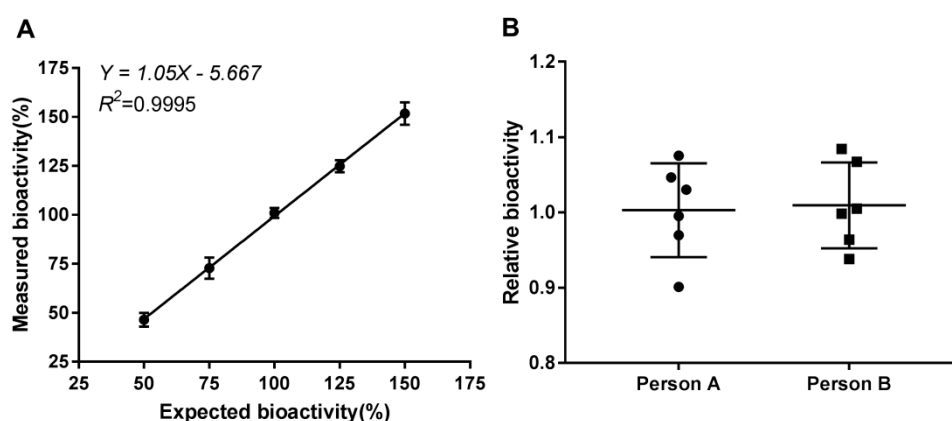 A
Y = 1.05X - 5.667
R²=0.9995
Measured bioactivity(%)
175
150
125
100
75
50
25
25 50 75 100 125 150 175
Expected bioactivity(%)
B
Relative bioactivity
1.2
1.1
1.0
0.9
0.8
Person A Person B